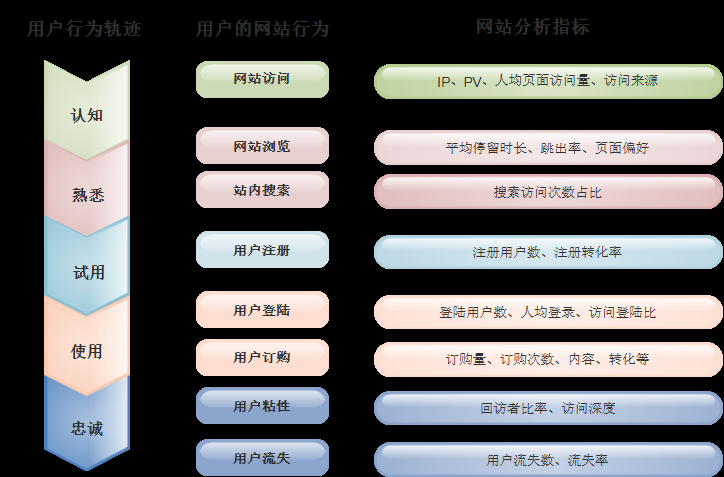 用户行为轨迹
用户的网站行为
网站分析指标
认知
网站访问
IP、PV、人均页面访问量、访问来源
熟悉
网站浏览
平均停留时长、跳出率、页面偏好
站内搜索
搜索访问次数占比
试用
用户注册
注册用户数、注册转化率
使用
用户登陆
登陆用户数、人均登录、访问登陆比
用户订购
订购量、订购次数、内容、转化等
忠诚
用户粘性
回访者比率、访问深度
用户流失
用户流失数、流失率